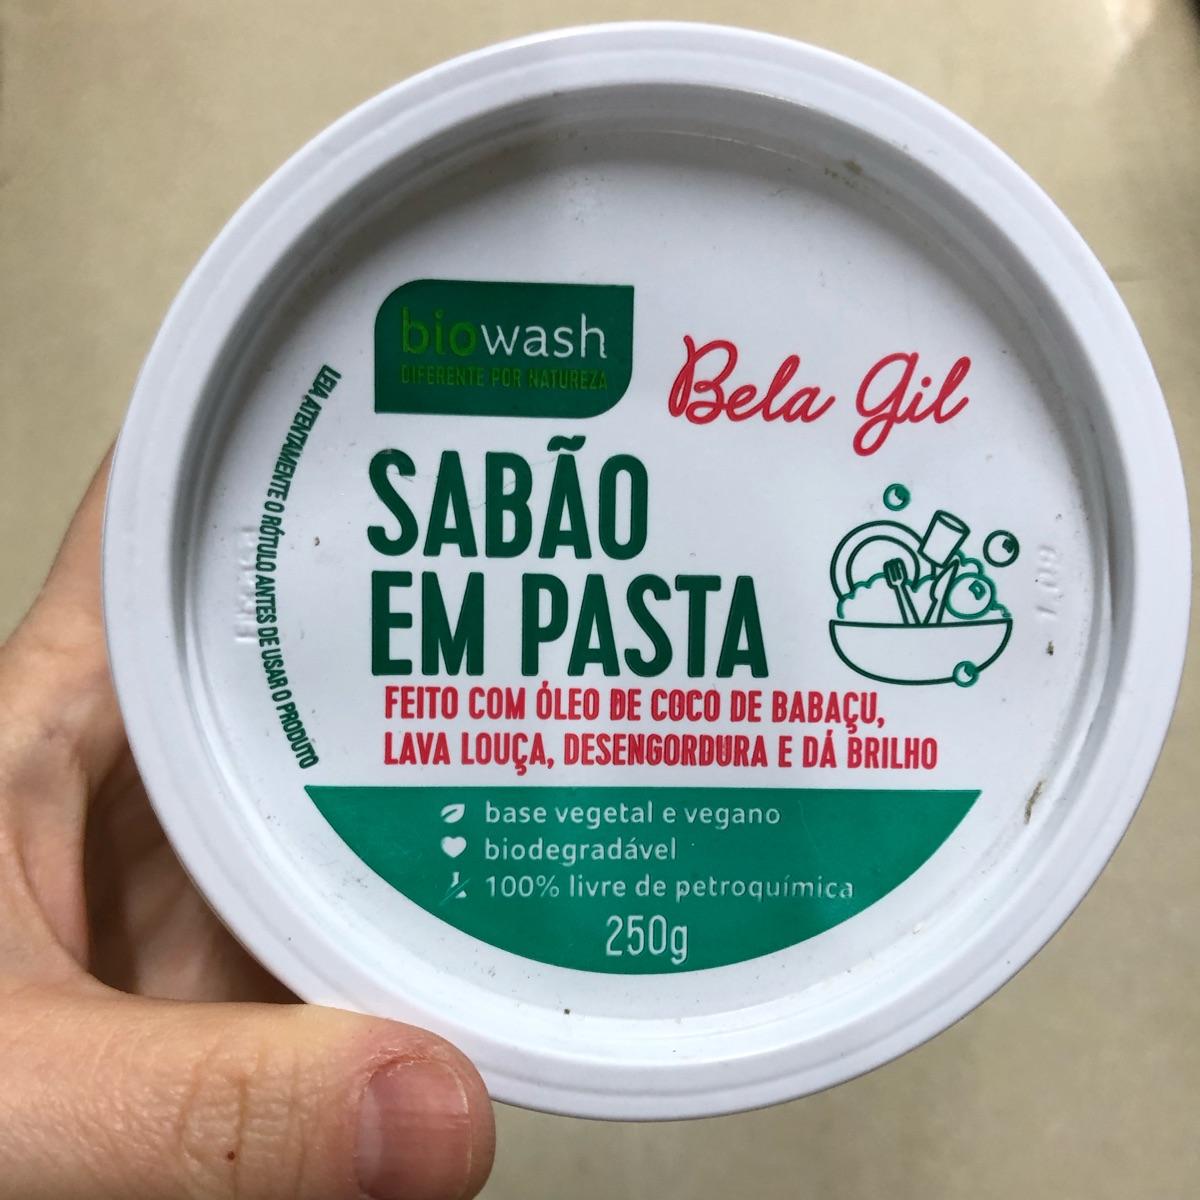 biowash
DIFERENTE POR NATUREZA
Bela Gil
SABÃO
EM PASTA
FEITO COM ÓLEO DE COCO DE BABAÇU,
LAVA LOUÇA, DESENGORDURA E DÁ BRILHO
base vegetal e vegano
biodegradável
100% livre de petroquímica
250g
LEIA ATENTAMENTE O RÓTULO ANTES DE USAR O PRODUTO